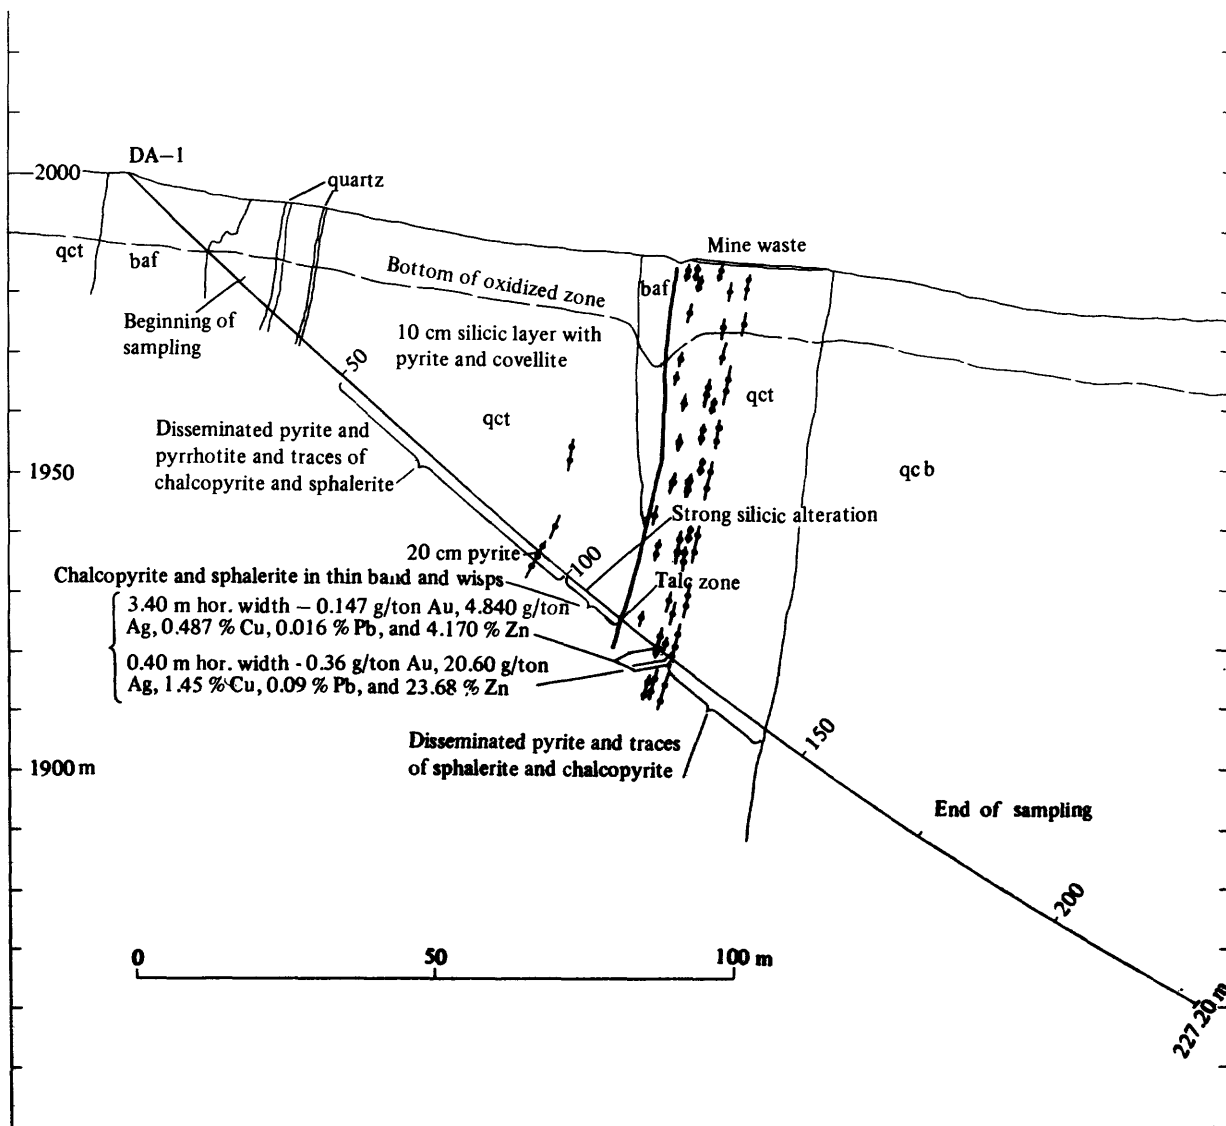 DA-1
2000
quartz
qct
baf
Mine waste
Bottom of oxidized zone
baf
Beginning of
sampling
10 cm silicic layer with
pyrite and covellite
50
qct
qct
Disseminated pyrite and
pyrrhotite and traces of
chalcopyrite and sphalerite
1950
qcb
Strong silicic alteration
20 cm pyrite
100
Chalcopyrite and sphalerite in thin band and wisps
Talc zone
3.40 m hor. width – 0.147 g/ton Au, 4.840 g/ton
Ag, 0.487 % Cu, 0.016 % Pb, and 4.170 % Zn
0.40 m hor. width - 0.36 g/ton Au, 20.60 g/ton
Ag, 1.45 % Cu, 0.09 % Pb, and 23.68 % Zn
150
Disseminated pyrite and traces
of sphalerite and chalcopyrite
1900 m
End of sampling
200
0 50 100 m
227.20 m